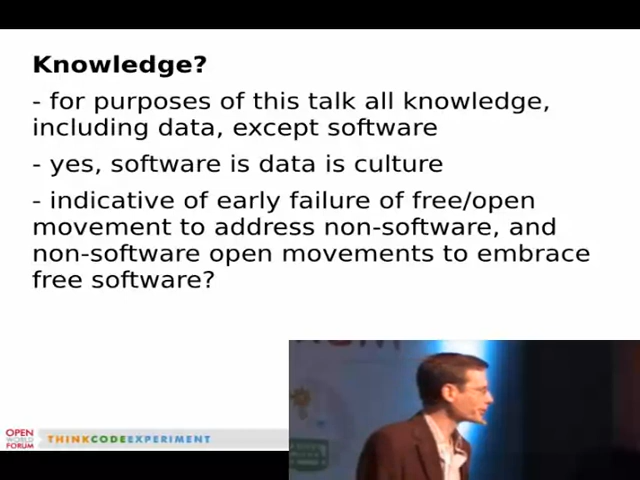 Knowledge?
- for purposes of this talk all knowledge,
including data, except software
- yes, software is data is culture
- indicative of early failure of free/open
movement to address non-software, and
non-software open movements to embrace
free software?
OPEN
WORLD
FORUM
THINKCODEEXPERIMENT